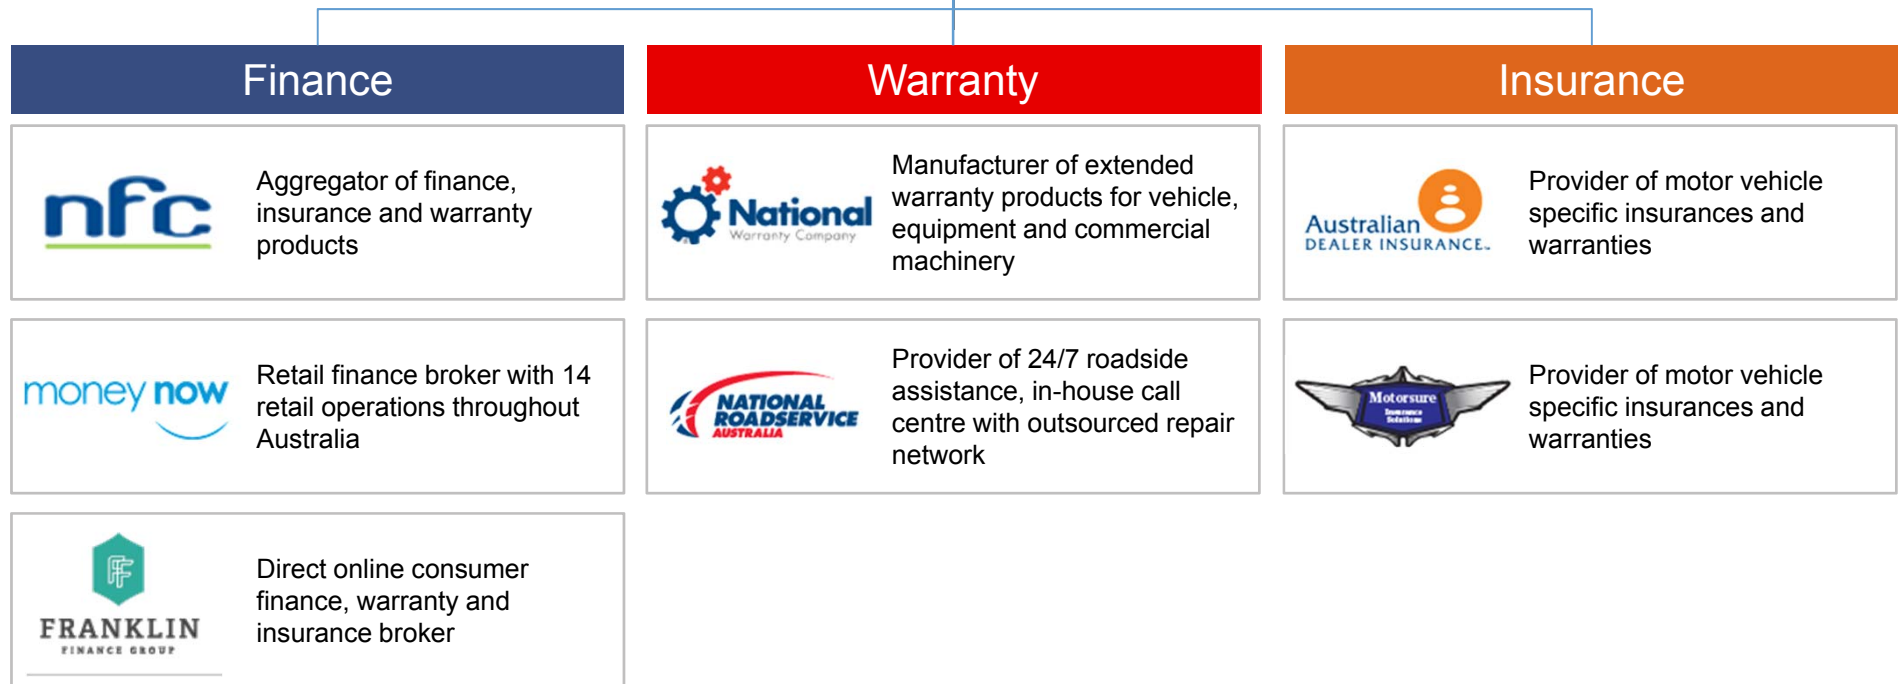 Finance
nfc
Aggregator of finance,
insurance and warranty
products
money now
Retail finance broker with 14
retail operations throughout
Australia
FRANKLIN
FINANCE GROUP
Direct online consumer
finance, warranty and
insurance broker
Warranty
National
Warranty Company
Manufacturer of extended
warranty products for vehicle,
equipment and commercial
machinery
NATIONAL
ROADSERVICE
AUSTRALIA
Provider of 24/7 roadside
assistance, in-house call
centre with outsourced repair
network
Insurance
Australian
DEALER INSURANCE
Provider of motor vehicle
specific insurances and
warranties
Motorsure
Insurance
Solutions
Provider of motor vehicle
specific insurances and
warranties